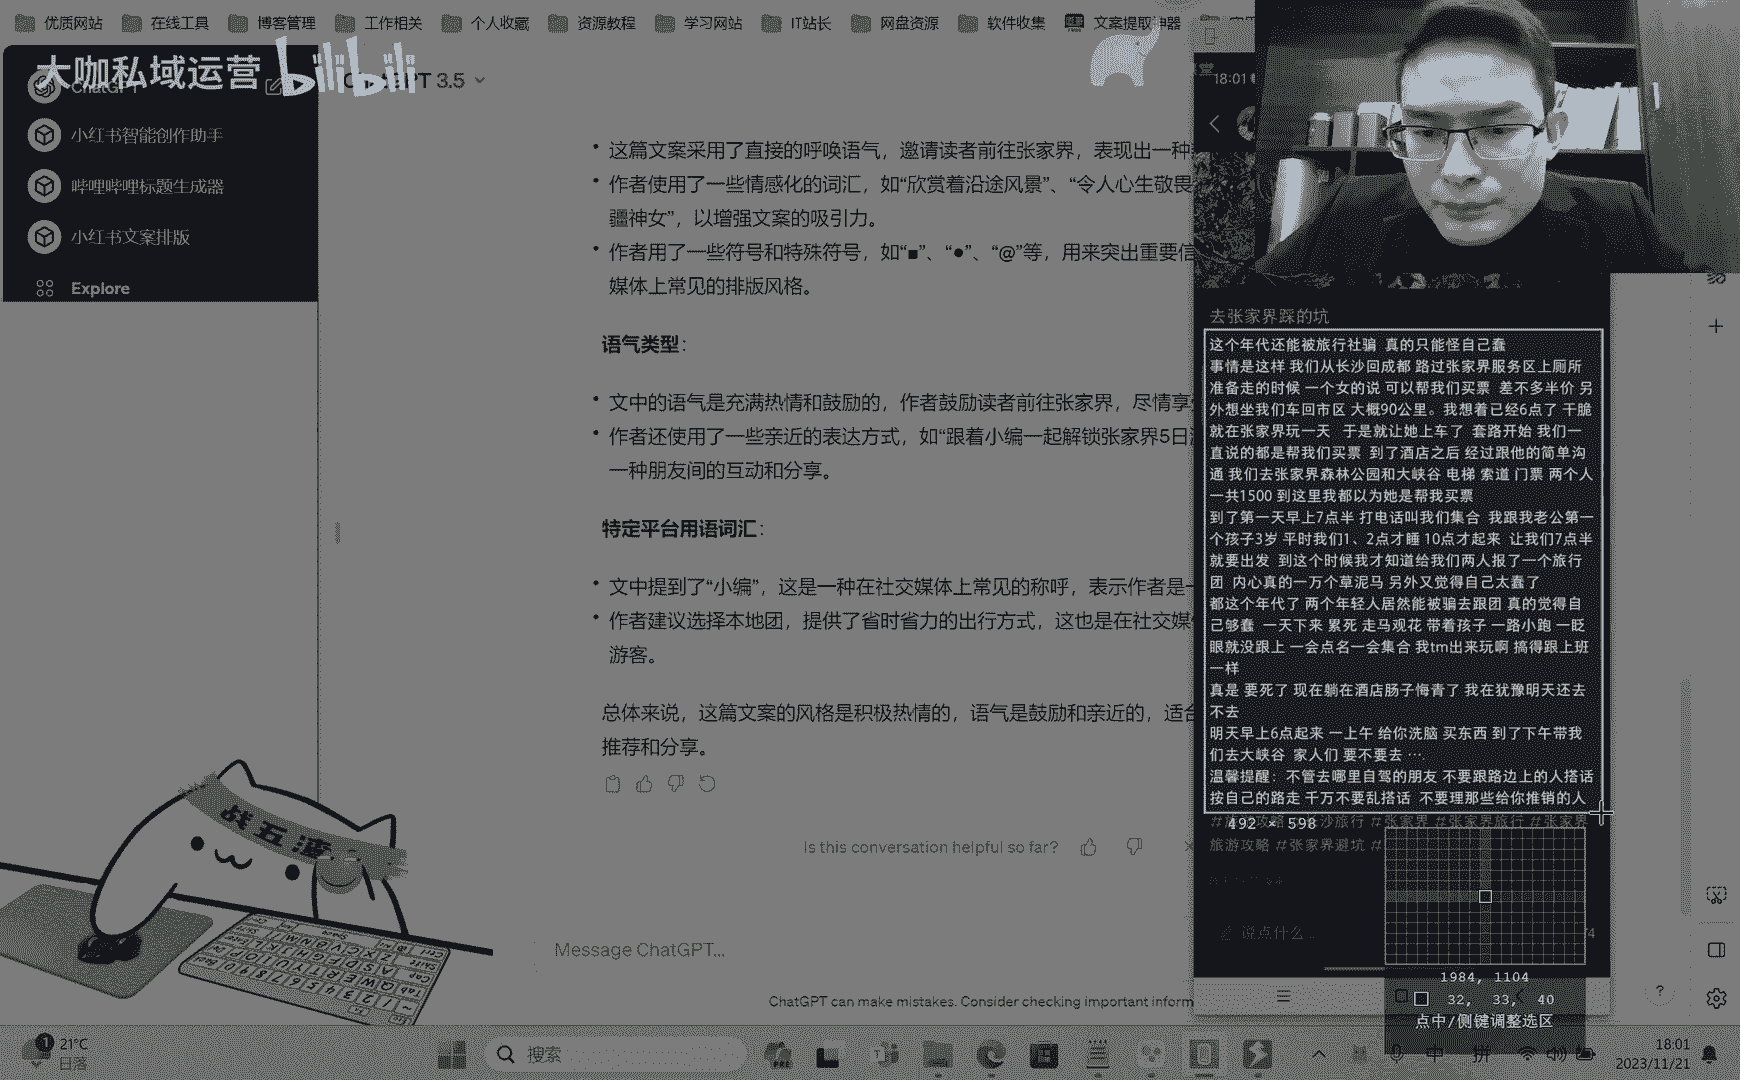 优质网站
在线工具
博客管理
工作相关
个人收藏
资源教程
学习网站
IT站长
网盘资源
软件收集
文案提取神器
大咖私域运营
bilibili
ChatGPT
小红书智能创作助手
哔哩哔哩标题生成器
小红书文案排版
Explore
3.5
这篇文案采用了直接的呼唤语气，邀请读者前往张家界，表现出一种
作者使用了一些情感化的词汇，如“欣赏着沿途风景”、“令人心生敬畏
疆神女”，以增强文案的吸引力。
作者用了一些符号和特殊符号，如“■”、“●”、“@”等，用来突出重要信
媒体上常见的排版风格。
语气类型：
文中的语气是充满热情和鼓励的，作者鼓励读者前往张家界，尽情享
作者还使用了一些亲近的表达方式，如“跟着小编一起解锁张家界5日
一种朋友间的互动和分享。
特定平台用语词汇：
文中提到了“小编”，这是一种在社交媒体上常见的称呼，表示作者是一
作者建议选择本地团，提供了省时省力的出行方式，这也是在社交媒
游客。
总体来说，这篇文案的风格是积极热情的，语气是鼓励和亲近的，适合
推荐和分享。
Is this conversation helpful so far?
Message ChatGPT...
ChatGPT can make mistakes. Consider checking important inform
18:01
去张家界踩的坑
这个年代还能被旅行社骗 真的只能怪自己蠢
事情是这样 我们从长沙回成都 路过张家界服务区上厕所
准备走的时候 一个女的说 可以帮我们买票 差不多半价 另
外想坐我们车回市区 大概90公里。我想着已经6点了 干脆
就在张家界玩一天 于是就让她上车了 套路开始 我们一
直说的都是帮我们买票 到了酒店之后 经过跟他的简单沟
通 我们去张家界森林公园和大峡谷 电梯 索道 门票 两个人
一共1500 到这里我都以为她是帮我买票
到了第一天早上7点半 打电话叫我们集合 我跟我老公第一
个孩子3岁 平时我们1、2点才睡 10点才起来 让我们7点半
就要出发 到这个时候我才知道给我们两人报了一个旅行
团 内心真的一万个草泥马 另外又觉得自己太蠢了
都这个年代了 两个年轻人居然能被骗去跟团 真的觉得自
己够蠢 一天下来 累死 走马观花 带着孩子 一路小跑 一眨
眼就没跟上 一会点名一会集合 我tm出来玩啊 搞得跟上班
一样
真是 要死了 现在躺在酒店肠子悔青了 我在犹豫明天还去
不去
明天早上6点起来 一上午 给你洗脑 买东西 到了下午带我
们去大峡谷 家人们 要不要去 ….
温馨提醒：不管去哪里自驾的朋友 不要跟路边上的人搭话
按自己的路走 千万不要乱搭话 不要理那些给你推销的人
492 × 598
沙旅行 #张家界 #张家界旅行 #张家界
旅游攻略 #张家界避坑 #
说点什么...
1984, 1104
32, 33, 40
点中/侧键调整选区
战五渣
1
21°C
日落
搜索
中
拼
18:01
2023/11/21